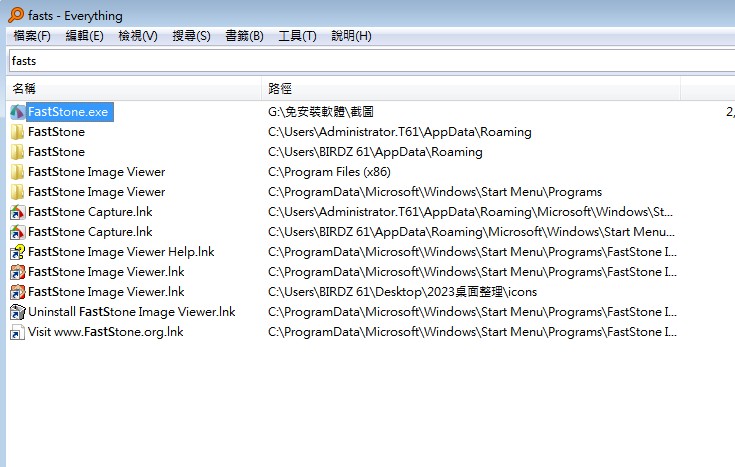 fasts - Everything
檔案(F) 編輯(E) 檢視(V) 搜尋(S) 書籤(B) 工具(T) 說明(H)
fasts
名稱 路徑
FastStone.exe G:\免安裝軟體\截圖 2,
FastStone C:\Users\Administrator.T61\AppData\Roaming
FastStone C:\Users\BIRDZ 61\AppData\Roaming
FastStone Image Viewer C:\Program Files (x86)
FastStone Image Viewer C:\ProgramData\Microsoft\Windows\Start Menu\Programs
FastStone Capture.lnk C:\Users\Administrator.T61\AppData\Roaming\Microsoft\Windows\St...
FastStone Capture.lnk C:\Users\BIRDZ 61\AppData\Roaming\Microsoft\Windows\Start Menu...
FastStone Image Viewer Help.lnk C:\ProgramData\Microsoft\Windows\Start Menu\Programs\FastStone I...
FastStone Image Viewer.lnk C:\ProgramData\Microsoft\Windows\Start Menu\Programs\FastStone I...
FastStone Image Viewer.lnk C:\Users\BIRDZ 61\Desktop\2023桌面整理\icons
Uninstall FastStone Image Viewer.lnk C:\ProgramData\Microsoft\Windows\Start Menu\Programs\FastStone I...
Visit www.FastStone.org.lnk C:\ProgramData\Microsoft\Windows\Start Menu\Programs\FastStone I...